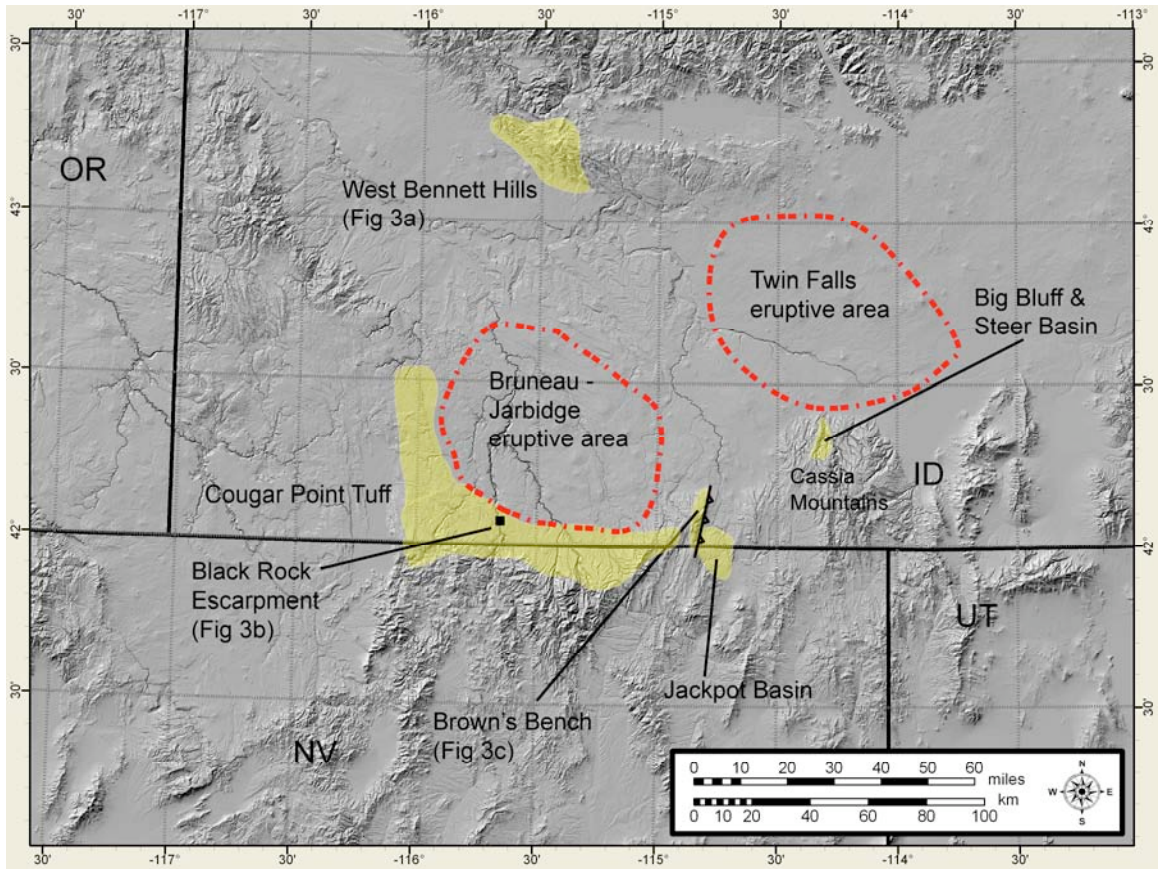 30' -117° 30' -116° 30' -115° 30' -114° 30' -113°
30' 30'
OR
West Bennett Hills
(Fig 3a)
43° 43°
Twin Falls
eruptive area
Big Bluff &
Steer Basin
30' 30'
Bruneau -
Jarbidge
eruptive area
Cassia
Mountains
ID
Cougar Point Tuff
42° 42°
Black Rock
Escarpment
(Fig 3b)
UT
Jackpot Basin
30' 30'
Brown's Bench
(Fig 3c)
NV
0 10 20 30 40 50 60
miles
km
0 10 20 40 60 80 100
N
W E
S
30' -117° 30' -116° 30' -115° 30' -114° 30'